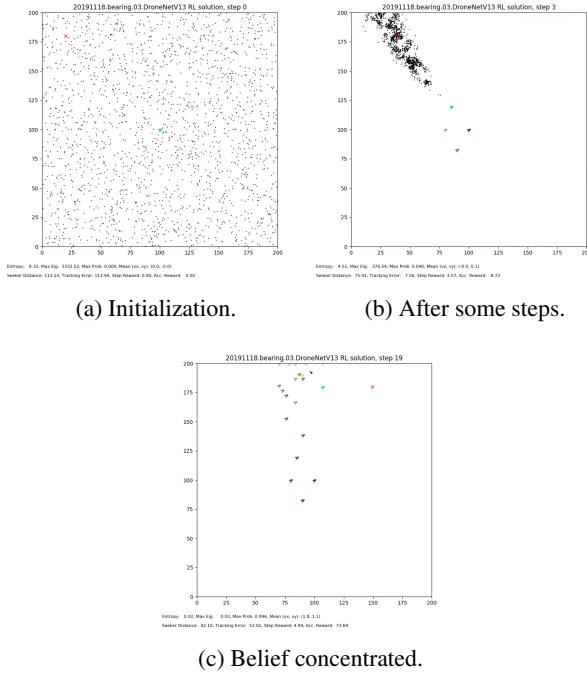 20191118.bearing.03.DroneNetV13 RL solution, step 0
200
175
150
125
100
75
50
25
0
0 25 50 75 100 125 150 175 200
Entropy: 8.32, Max Eig: 3332.52, Max Prob: 0.000, Mean (vx, vy): (0.0, -0.0)
Seeker Distance: 113.14, Tracking Error: 113.94, Step Reward: 0.00, Acc. Reward: 0.00
(a) Initialization.
20191118.bearing.03.DroneNetV13 RL solution, step 3
200
175
150
125
100
75
50
25
0
0 25 50 75 100 125 150 175 200
Entropy: 4.51, Max Eig: 376.54, Max Prob: 0.040, Mean (vx, vy): (-0.0, 0.1)
Seeker Distance: 75.41, Tracking Error: 7.56, Step Reward: 3.57, Acc. Reward: 8.73
(b) After some steps.
20191118.bearing.03.DroneNetV13 RL solution, step 19
200
175
150
125
100
75
50
25
0
0 25 50 75 100 125 150 175 200
Entropy: 0.02, Max Eig: 0.03, Max Prob: 0.996, Mean (vx, vy): (1.8, 1.1)
Seeker Distance: 42.10, Tracking Error: 53.01, Step Reward: 4.94, Acc. Reward: 73.69
(c) Belief concentrated.